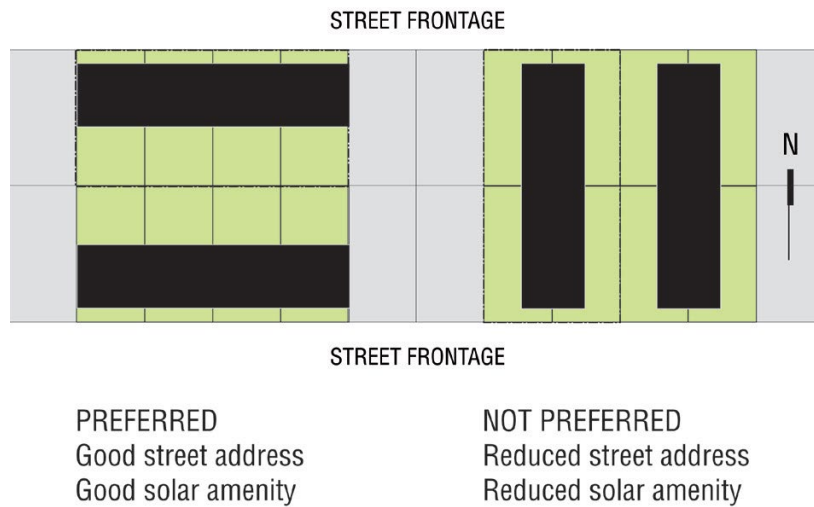 STREET FRONTAGE
N
STREET FRONTAGE
PREFERRED
Good street address
Good solar amenity
NOT PREFERRED
Reduced street address
Reduced solar amenity